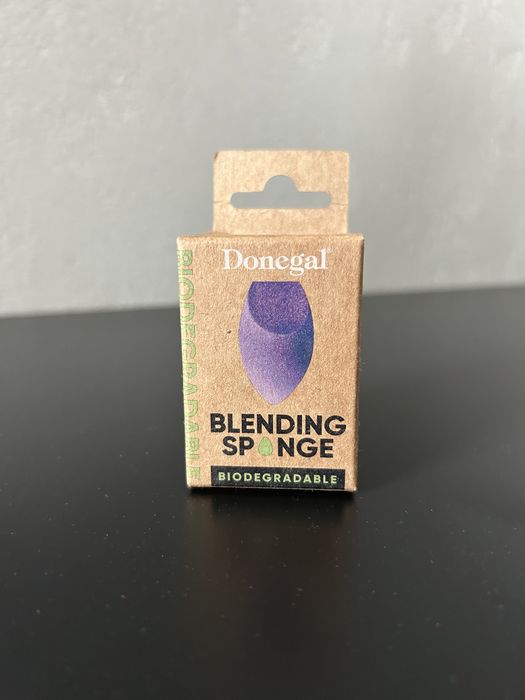 Donegal
BLENDING
SPONGE
BIODEGRADABLE
BIODEGRADABLE